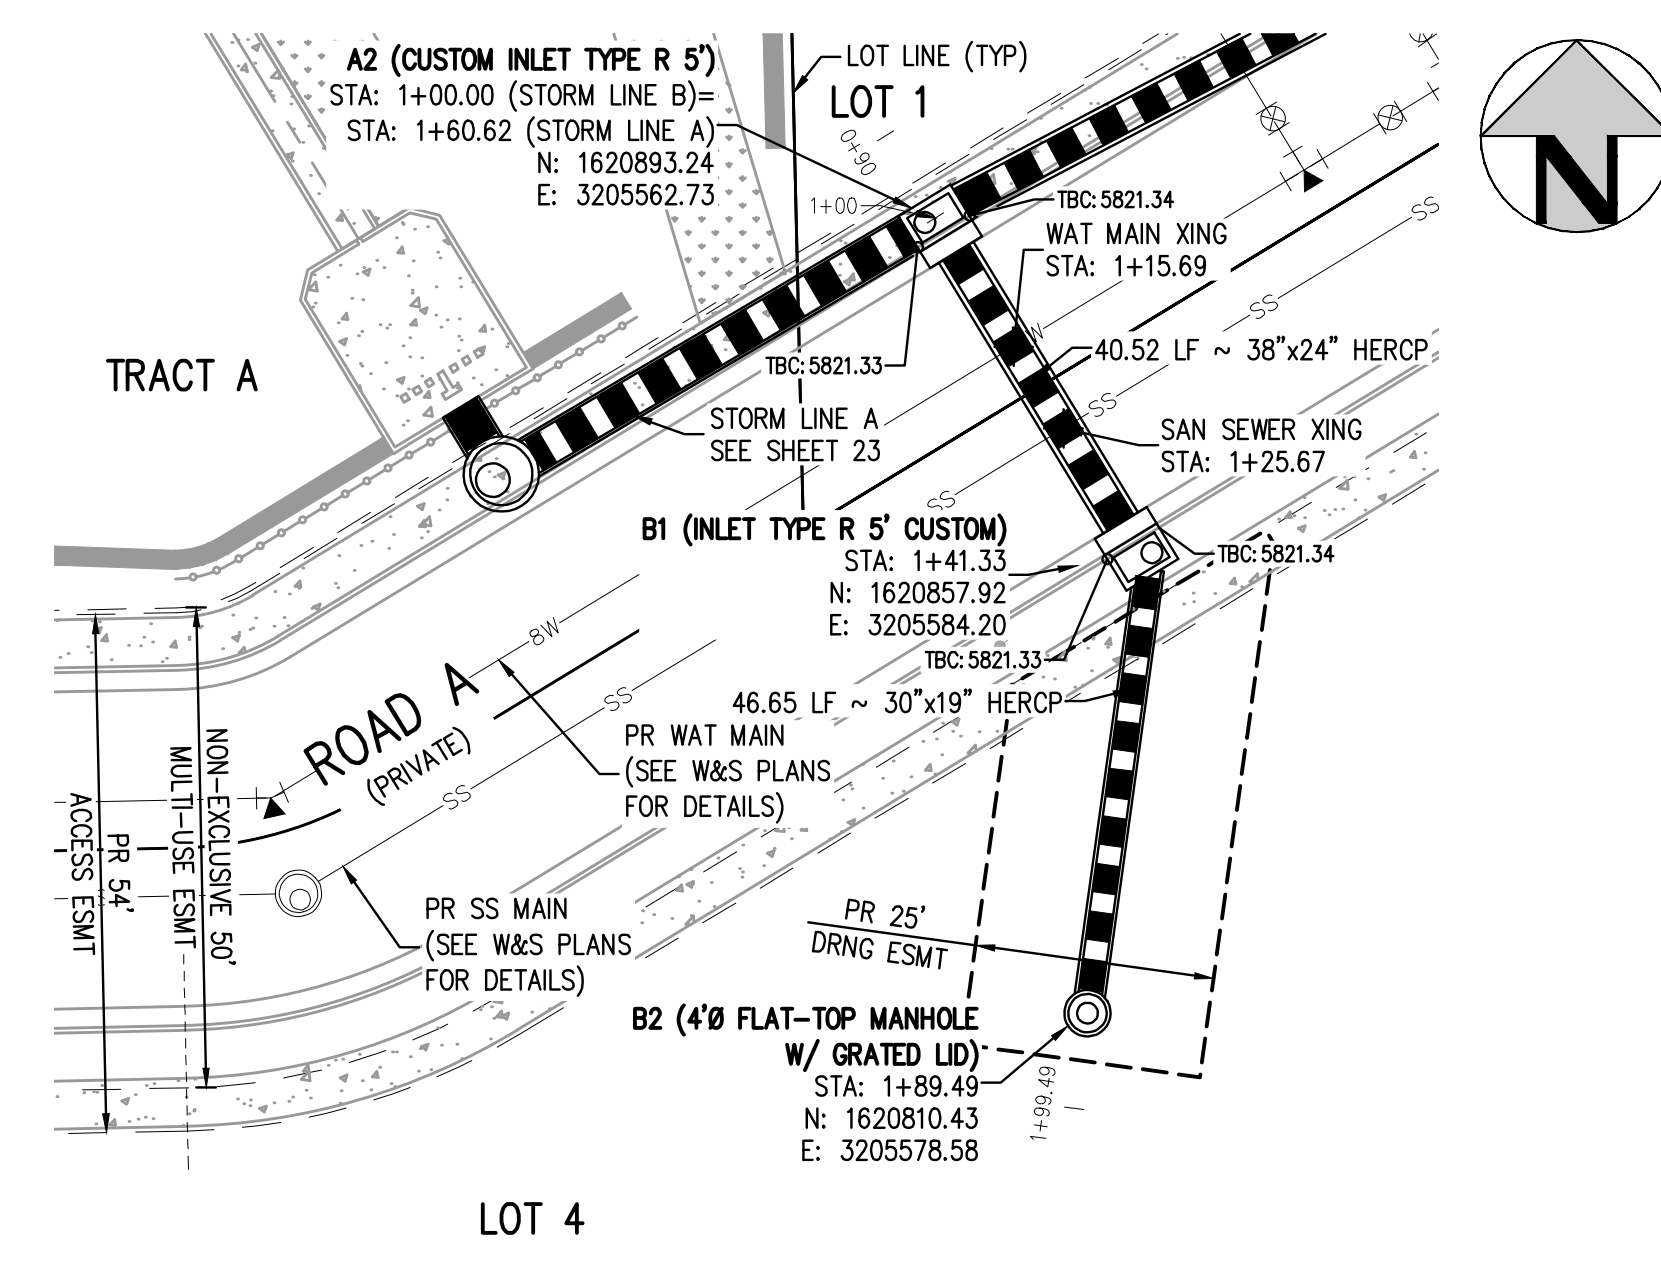 A2 (CUSTOM INLET TYPE R 5')
STA: 1+00.00 (STORM LINE B)=
STA: 1+60.62 (STORM LINE A)
N: 1620893.24
E: 3205562.73
LOT LINE (TYP)
LOT 1
0+90
1+00
N
TBC: 5821.34
WAT MAIN XING
STA: 1+15.69
SS
SS
W
40.52 LF ~ 38"x24" HERCP
TBC: 5821.33
TRACT A
SS
STORM LINE A
SEE SHEET 23
SAN SEWER XING
STA: 1+25.67
SS
B1 (INLET TYPE R 5' CUSTOM)
STA: 1+41.33
N: 1620857.92
E: 3205584.20
TBC: 5821.34
TBC: 5821.33
8W
SS
46.65 LF ~ 30"x19" HERCP
ROAD A
(PRIVATE)
PR WAT MAIN
(SEE W&S PLANS
FOR DETAILS)
SS
NON-EXCLUSIVE 50'
MULTI-USE ESMT
PR 54'
ACCESS ESMT
PR SS MAIN
(SEE W&S PLANS
FOR DETAILS)
PR 25'
DRNG ESMT
B2 (4'Ø FLAT-TOP MANHOLE
W/ GRATED LID)
STA: 1+89.49
N: 1620810.43
E: 3205578.58
1+99.49
LOT 4